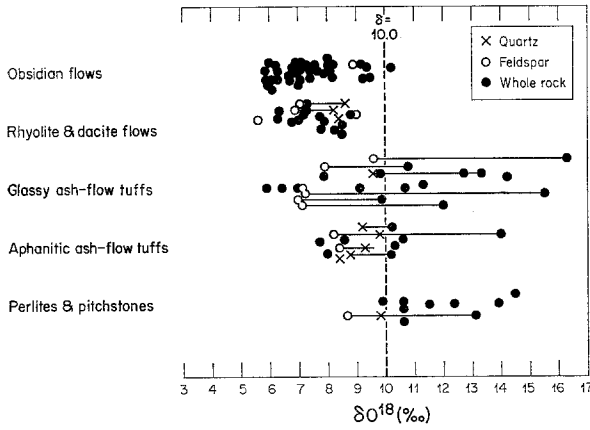 δ=
10.0
× Quartz
○ Feldspar
● Whole rock
Obsidian flows
Rhyolite & dacite flows
Glassy ash-flow tuffs
Aphanitic ash-flow tuffs
Perlites & pitchstones
3 4 5 6 7 8 9 10 11 12 13 14 15 16 17
δO¹⁸(‰)